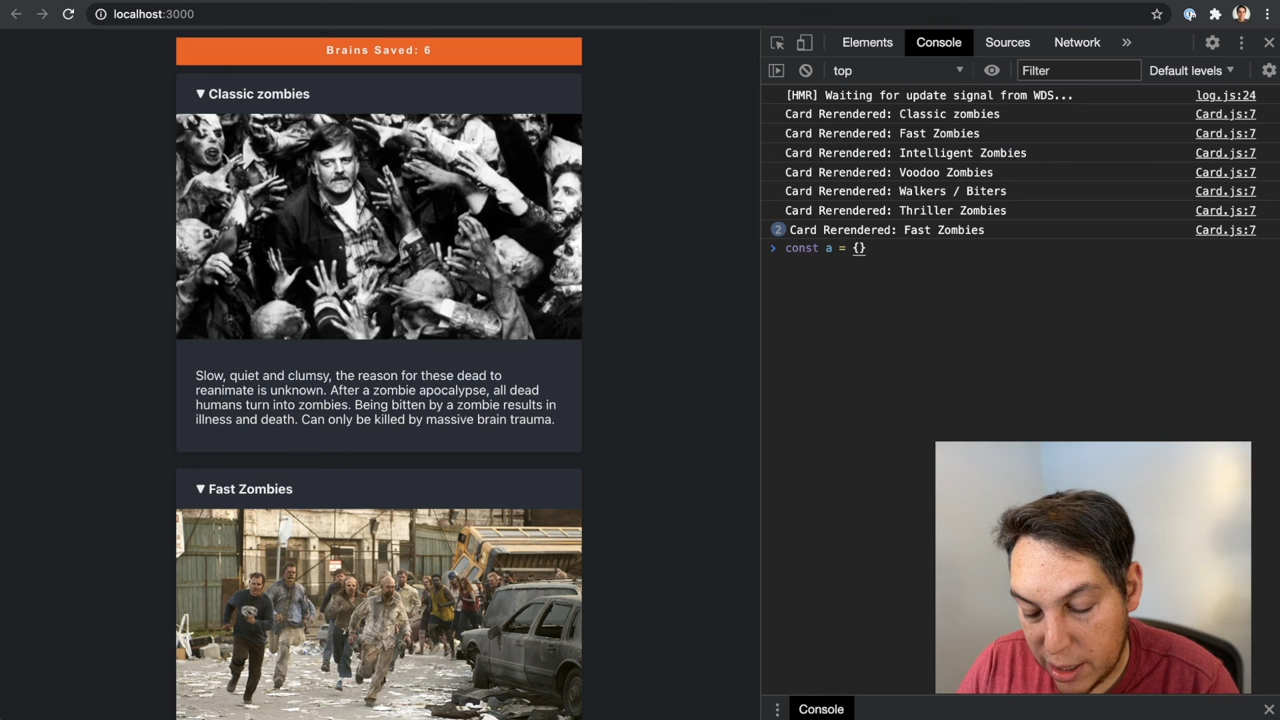 localhost:3000
Brains Saved: 6
▼ Classic zombies
Slow, quiet and clumsy, the reason for these dead to
reanimate is unknown. After a zombie apocalypse, all dead
humans turn into zombies. Being bitten by a zombie results in
illness and death. Can only be killed by massive brain trauma.
▼ Fast Zombies
Elements Console Sources Network »
top Filter Default levels ▼
[HMR] Waiting for update signal from WDS... log.js:24
Card Rerendered: Classic zombies Card.js:7
Card Rerendered: Fast Zombies Card.js:7
Card Rerendered: Intelligent Zombies Card.js:7
Card Rerendered: Voodoo Zombies Card.js:7
Card Rerendered: Walkers / Biters Card.js:7
Card Rerendered: Thriller Zombies Card.js:7
2 Card Rerendered: Fast Zombies Card.js:7
> const a = {}
Console